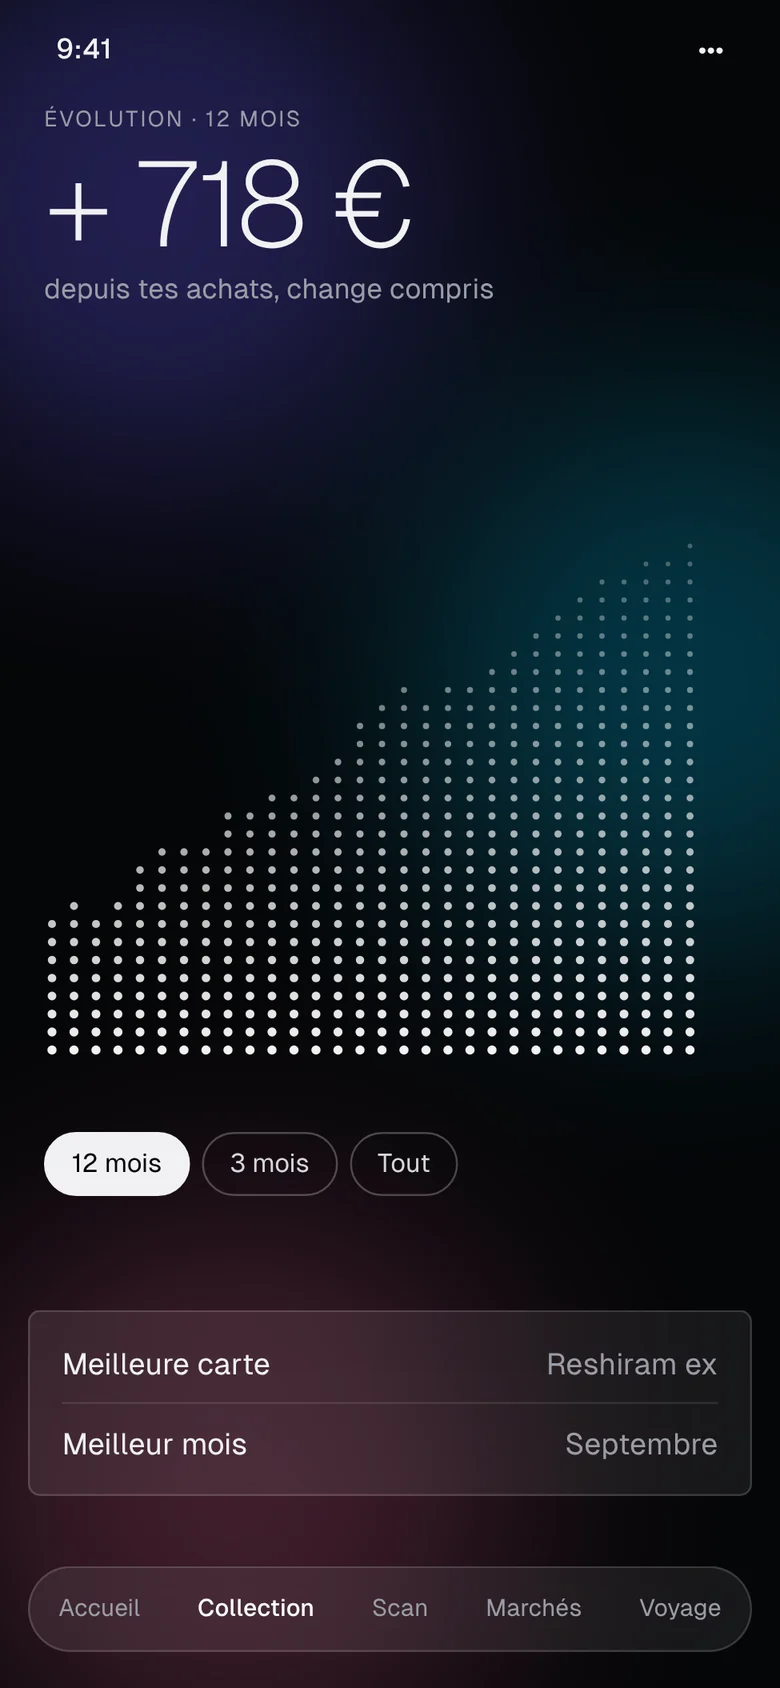 9:41
ÉVOLUTION · 12 MOIS
+ 718 €
depuis tes achats, change compris
12 mois
3 mois
Tout
Meilleure carte
Reshiram ex
Meilleur mois
Septembre
Accueil
Collection
Scan
Marchés
Voyage